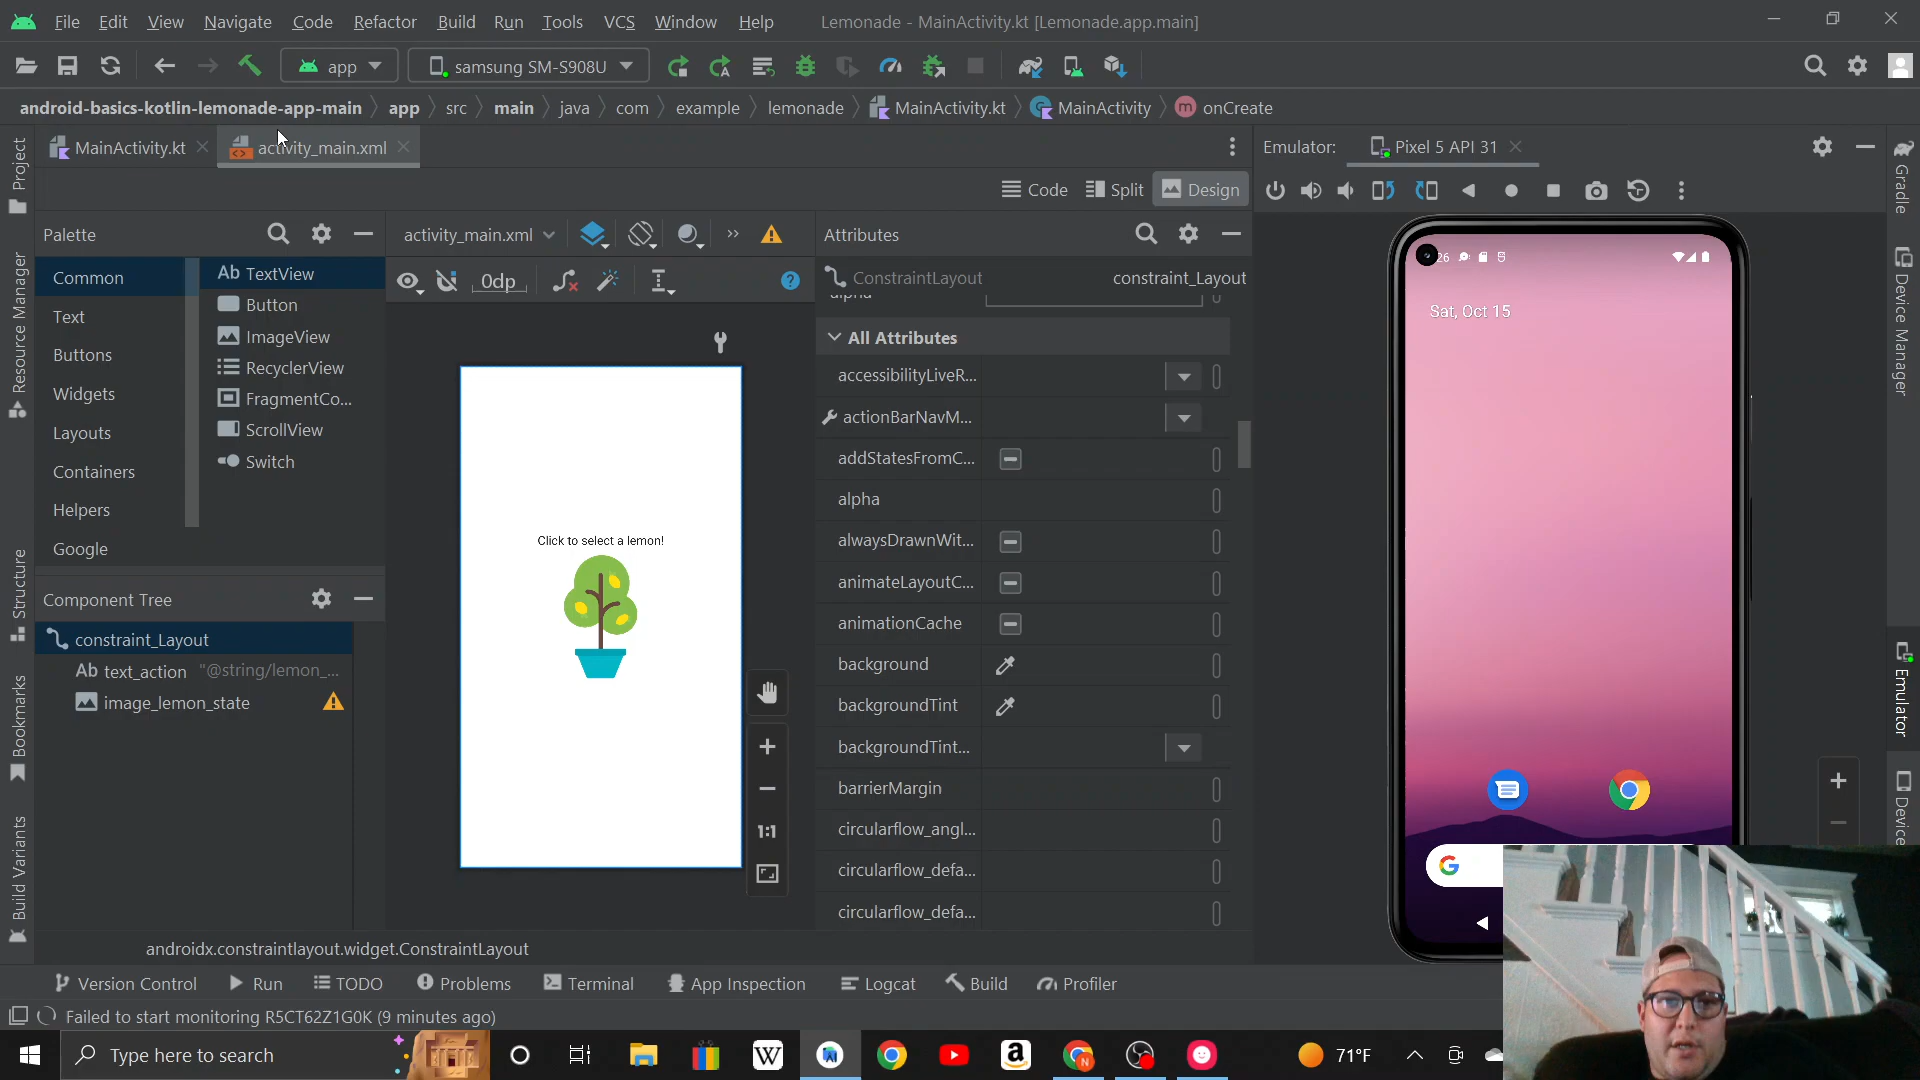 File Edit View Navigate Code Refactor Build Run Tools VCS Window Help Lemonade - MainActivity.kt [Lemonade.app.main]
app samsung SM-S908U
android-basics-kotlin-lemonade-app-main app src main java com example lemonade MainActivity.kt MainActivity onCreate
MainActivity.kt activity_main.xml
Emulator: Pixel 5 API 31
Code Split Design
Palette
activity_main.xml
Attributes
Common
Text
Buttons
Widgets
Layouts
Containers
Helpers
Google
Ab TextView
Button
ImageView
RecyclerView
FragmentCo...
ScrollView
Switch
0dp
ConstraintLayout constraint_Layout
All Attributes
accessibilityLiveR...
actionBarNavM...
addStatesFromC...
alpha
alwaysDrawnWit...
animateLayoutC...
animationCache
background
backgroundTint
backgroundTint...
barrierMargin
circularflow_angl...
circularflow_defa...
circularflow_defa...
Click to select a lemon!
1:1
Component Tree
constraint_Layout
Ab text_action "@string/lemon_...
image_lemon_state
androidx.constraintlayout.widget.ConstraintLayout
Project
Resource Manager
Structure
Bookmarks
Build Variants
Gradle
Device Manager
Emulator
Device
26
Sat, Oct 15
G
Version Control Run TODO Problems Terminal App Inspection Logcat Build Profiler
Failed to start monitoring R5CT62Z1G0K (9 minutes ago)
Type here to search
W
a
N
71°F